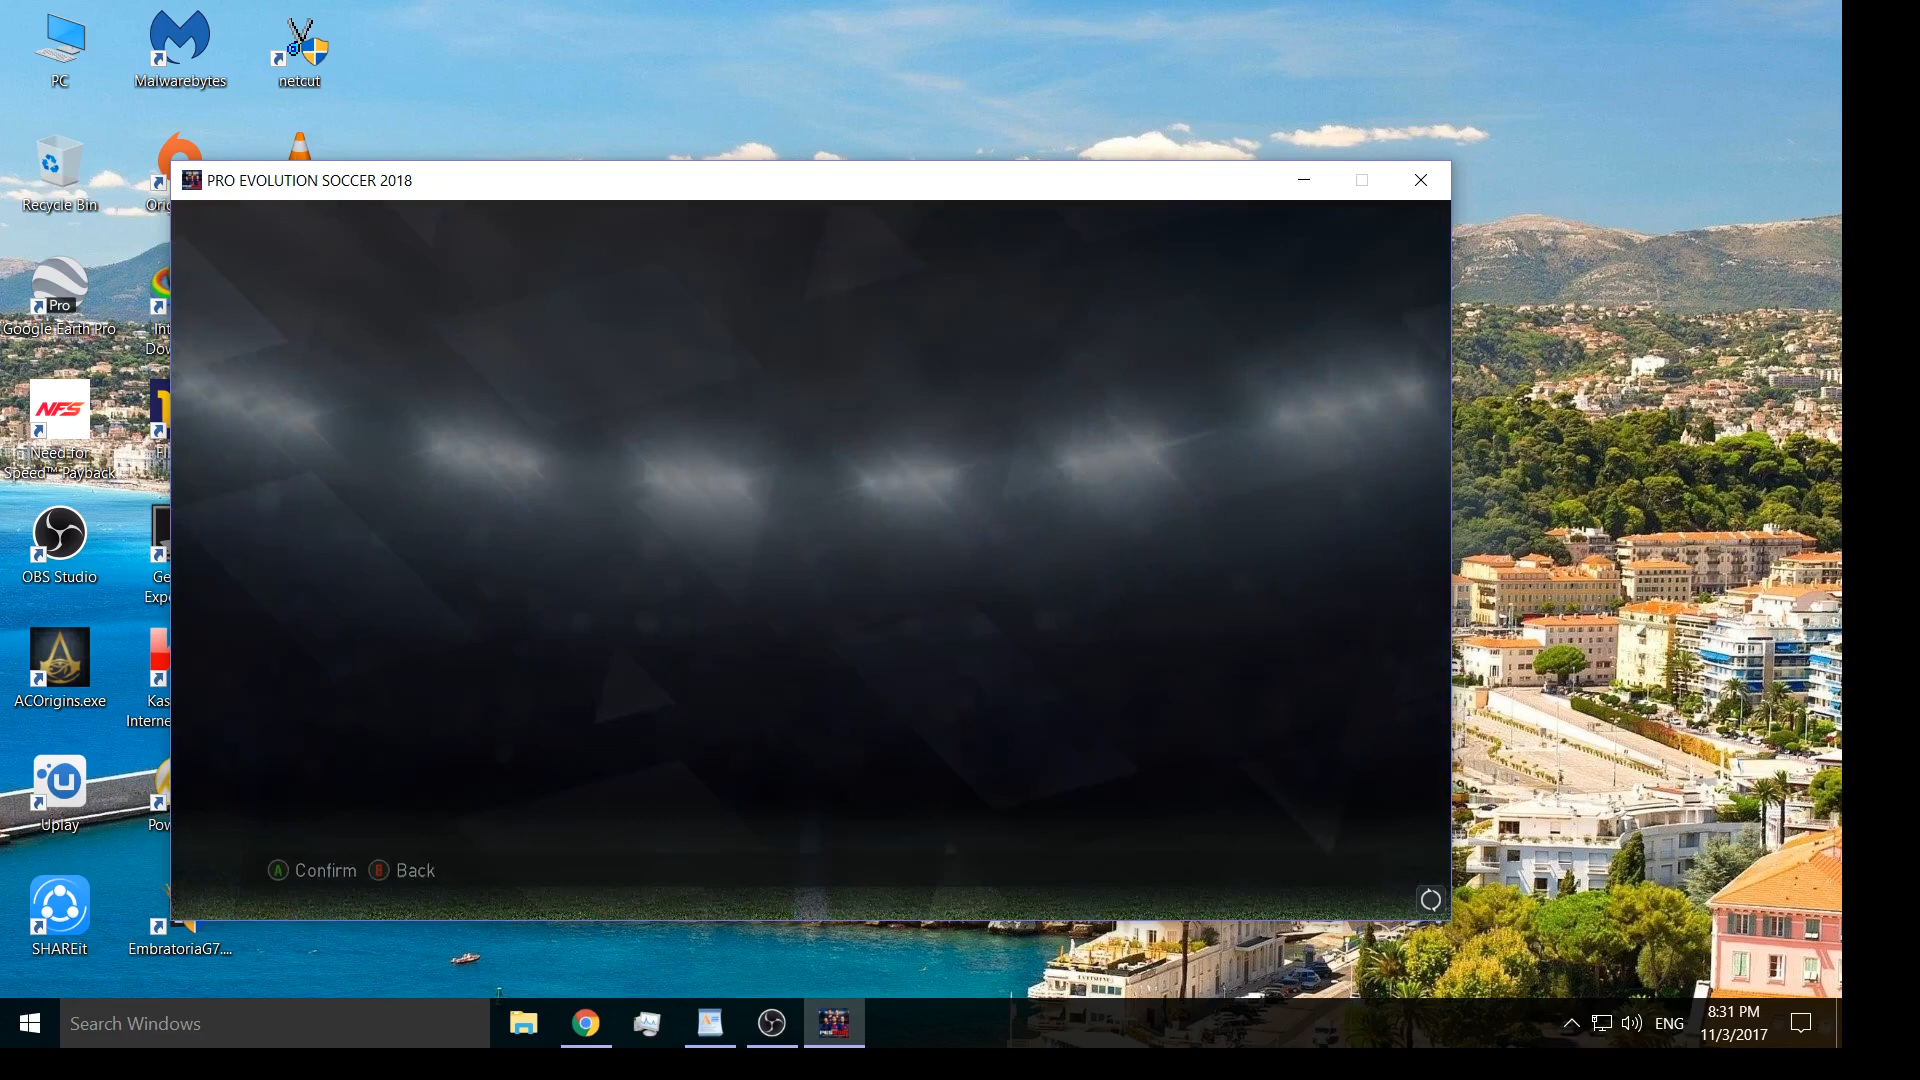 PC
Malwarebytes
netcut
Recycle Bin
PRO EVOLUTION SOCCER 2018
Pro
Google Earth Pro
NFS
Need for
Speed™ Payback
OBS Studio
ACOrigins.exe
Uplay
SHAREit
EmbratoriaG7....
A Confirm B Back
Search Windows
ENG
8:31 PM
11/3/2017